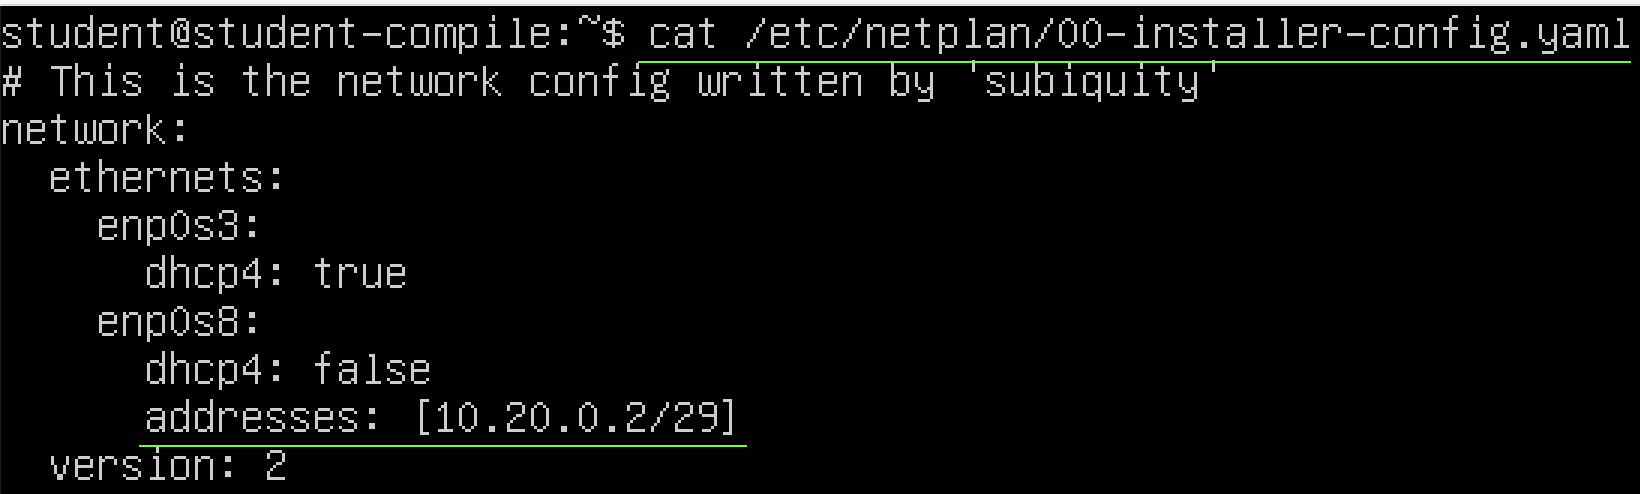 student@student-compile:~$ cat /etc/netplan/00-installer-config.yaml
# This is the network config written by 'subiquity'
network:
  ethernets:
    enp0s3:
      dhcp4: true
    enp0s8:
      dhcp4: false
      addresses: [10.20.0.2/29]
  version: 2